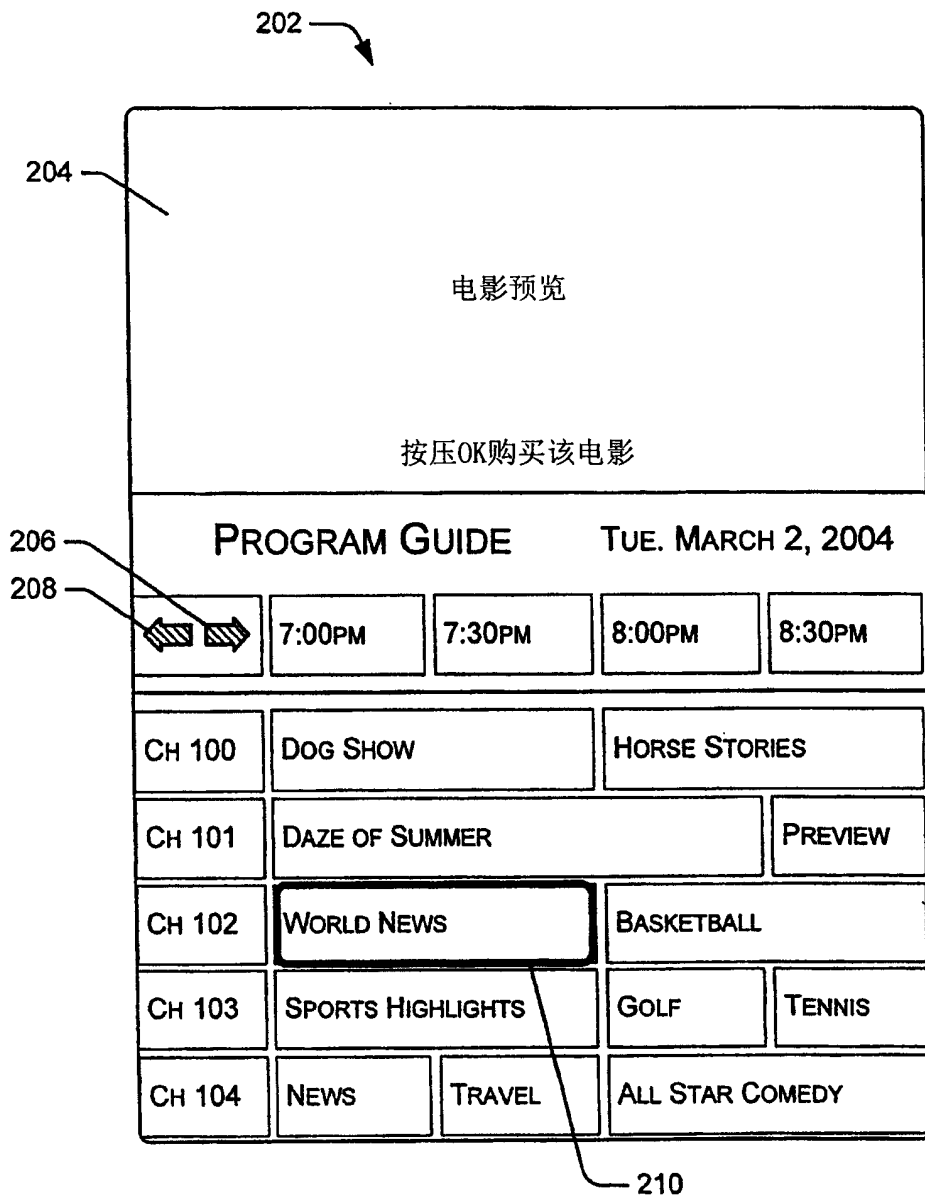 202
204
电影预览
按压OK购买该电影
206
208
PROGRAM GUIDE TUE. MARCH 2, 2004
7:00PM 7:30PM 8:00PM 8:30PM
CH 100 DOG SHOW HORSE STORIES
CH 101 DAZE OF SUMMER PREVIEW
CH 102 WORLD NEWS BASKETBALL
CH 103 SPORTS HIGHLIGHTS GOLF TENNIS
CH 104 NEWS TRAVEL ALL STAR COMEDY
210